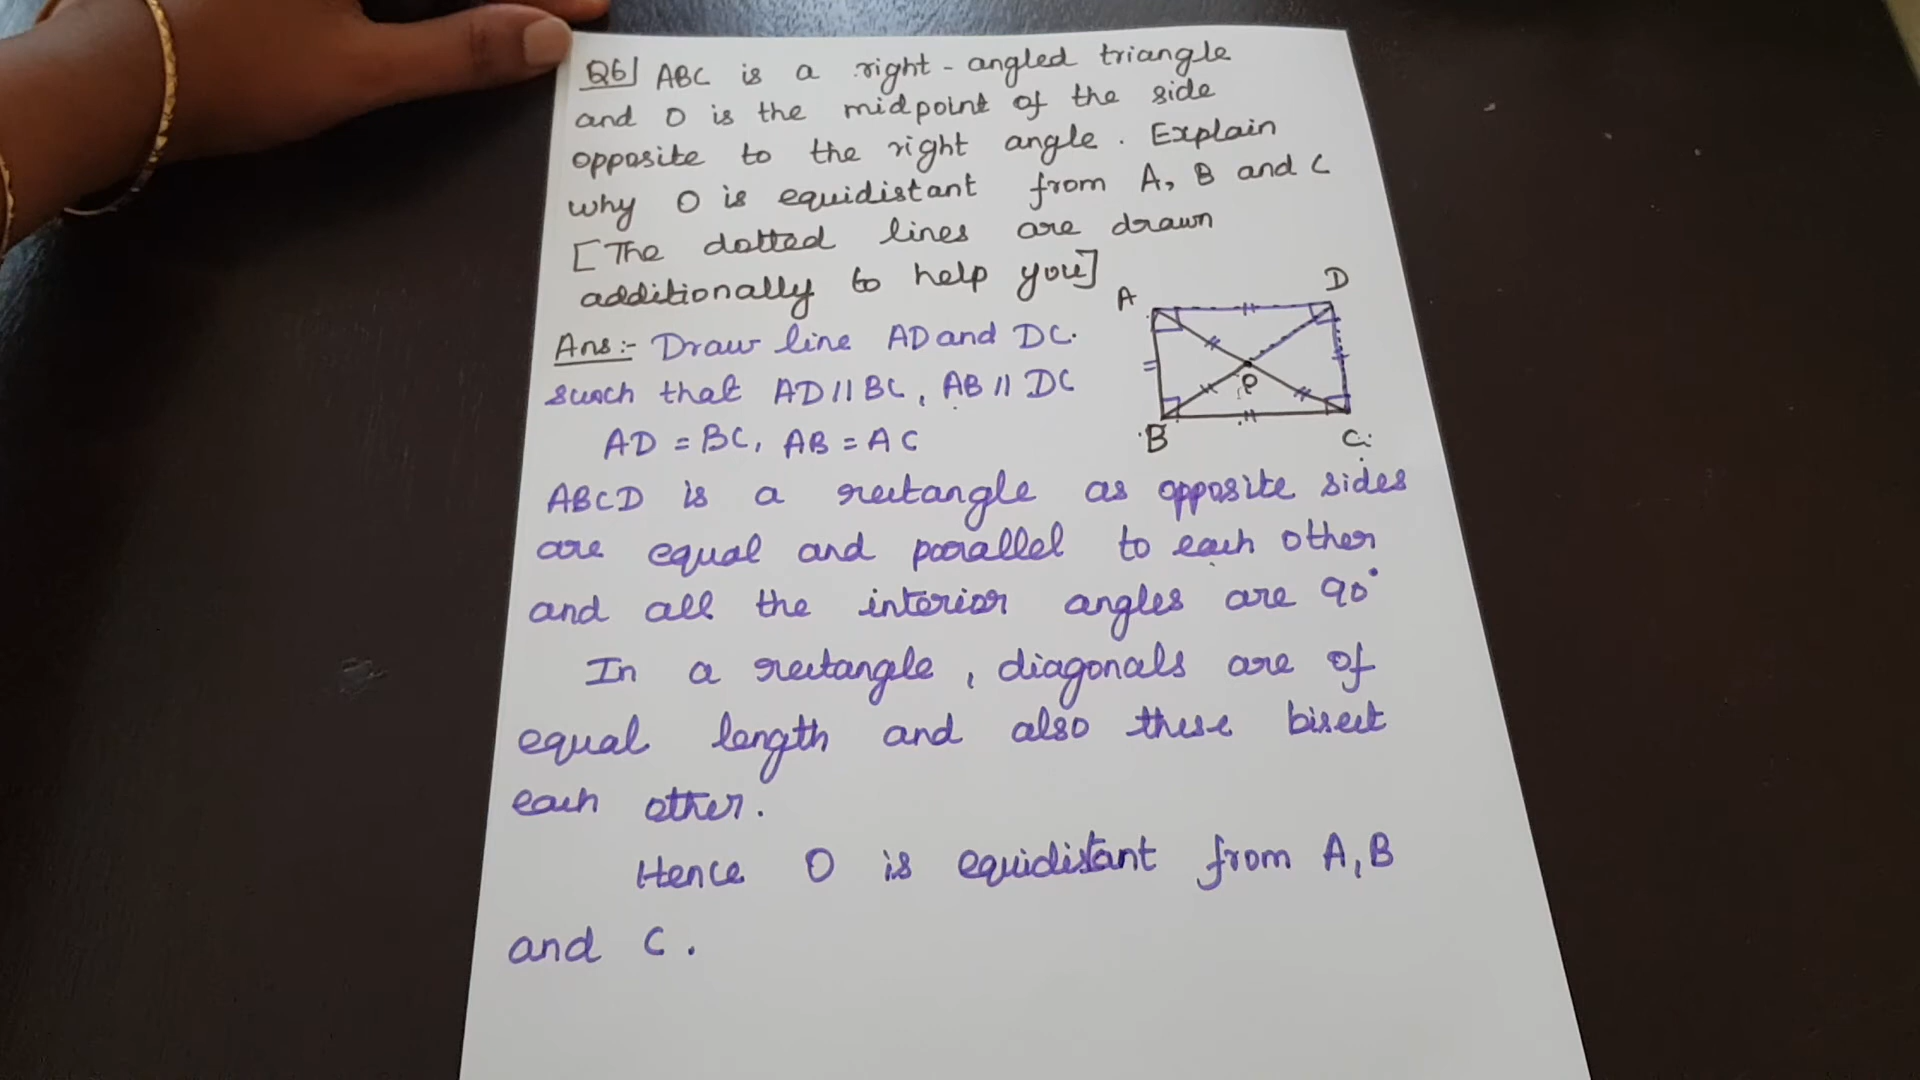 Q6] ABC is a right-angled triangle
and O is the midpoint of the side
opposite to the right angle. Explain
why O is equidistant from A, B and C
[The dotted lines are drawn
additionally to help you]
A
D
O
B
C
Ans:- Draw line AD and DC.
such that AD // BC, AB // DC
AD = BC, AB = AC
ABCD is a rectangle as opposite sides
are equal and parallel to each other
and all the interior angles are 90°
In a rectangle, diagonals are of
equal length and also these bisect
each other.
Hence O is equidistant from A, B
and C.